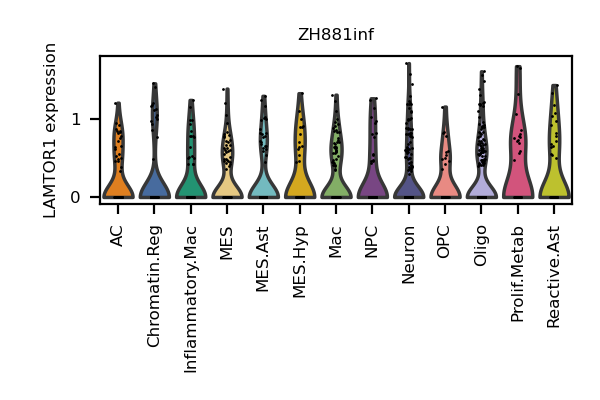 ZH881inf
LAMTOR1 expression
1
0
AC
Chromatin.Reg
Inflammatory.Mac
MES
MES.Ast
MES.Hyp
Mac
NPC
Neuron
OPC
Oligo
Prolif.Metab
Reactive.Ast